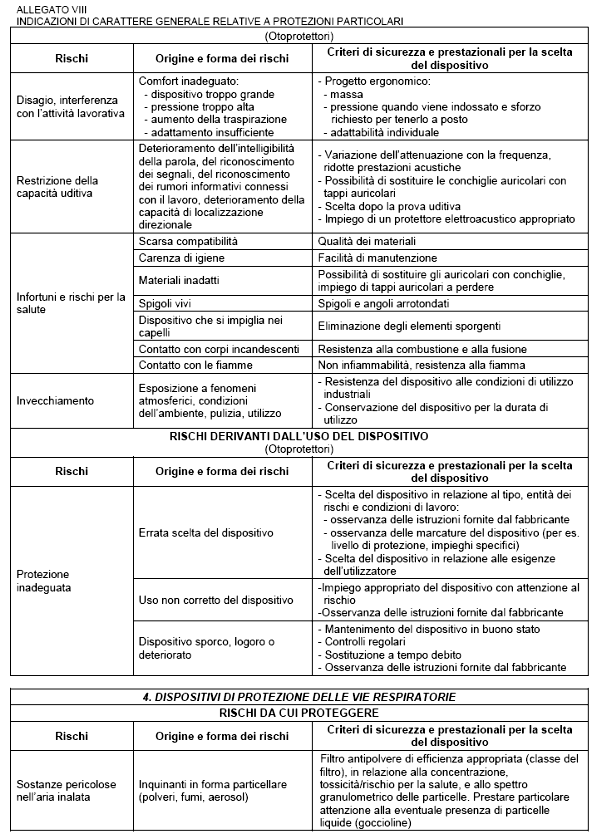 ALLEGATO VIII
INDICAZIONI DI CARATTERE GENERALE RELATIVE A PROTEZIONI PARTICOLARI
(Otoprotettori)
Rischi
Origine e forma dei rischi
Criteri di sicurezza e prestazionali per la scelta
del dispositivo
Disagio, interferenza
con l'attività lavorativa
Comfort inadeguato:
- dispositivo troppo grande
- pressione troppo alta
- aumento della traspirazione
- adattamento insufficiente
- Progetto ergonomico:
- massa
- pressione quando viene indossato e sforzo
richiesto per tenerlo a posto
- adattabilità individuale
Restrizione della
capacità uditiva
Deterioramento dell'intelligibilità
della parola, del riconoscimento
dei segnali, del riconoscimento
dei rumori informativi connessi
con il lavoro, deterioramento della
capacità di localizzazione
direzionale
- Variazione dell'attenuazione con la frequenza,
ridotte prestazioni acustiche
- Possibilità di sostituire le conchiglie auricolari con
tappi auricolari
- Scelta dopo la prova uditiva
- Impiego di un protettore elettroacustico appropriato
Infortuni e rischi per la
salute
Scarsa compatibilità
Qualità dei materiali
Carenza di igiene
Facilità di manutenzione
Materiali inadatti
Possibilità di sostituire gli auricolari con conchiglie,
impiego di tappi auricolari a perdere
Spigoli vivi
Spigoli e angoli arrotondati
Dispositivo che si impiglia nei
capelli
Eliminazione degli elementi sporgenti
Contatto con corpi incandescenti
Resistenza alla combustione e alla fusione
Contatto con le fiamme
Non infiammabilità, resistenza alla fiamma
Invecchiamento
Esposizione a fenomeni
atmosferici, condizioni
dell'ambiente, pulizia, utilizzo
- Resistenza del dispositivo alle condizioni di utilizzo
industriali
- Conservazione del dispositivo per la durata di
utilizzo
RISCHI DERIVANTI DALL'USO DEL DISPOSITIVO
(Otoprotettori)
Rischi
Origine e forma dei rischi
Criteri di sicurezza e prestazionali per la scelta
del dispositivo
Protezione
inadeguata
Errata scelta del dispositivo
- Scelta del dispositivo in relazione al tipo, entità dei
rischi e condizioni di lavoro:
- osservanza delle istruzioni fornite dal fabbricante
- osservanza delle marcature del dispositivo (per es.
livello di protezione, impieghi specifici)
- Scelta del dispositivo in relazione alle esigenze
dell'utilizzatore
Uso non corretto del dispositivo
-Impiego appropriato del dispositivo con attenzione al
rischio
-Osservanza delle istruzioni fornite dal fabbricante
Dispositivo sporco, logoro o
deteriorato
- Mantenimento del dispositivo in buono stato
- Controlli regolari
- Sostituzione a tempo debito
- Osservanza delle istruzioni fornite dal fabbricante
4. DISPOSITIVI DI PROTEZIONE DELLE VIE RESPIRATORIE
RISCHI DA CUI PROTEGGERE
Rischi
Origine e forma dei rischi
Criteri di sicurezza e prestazionali per la scelta
del dispositivo
Sostanze pericolose
nell'aria inalata
Inquinanti in forma particellare
(polveri, fumi, aerosol)
Filtro antipolvere di efficienza appropriata (classe del
filtro), in relazione alla concentrazione,
tossicità/rischio per la salute, e allo spettro
granulometrico delle particelle. Prestare particolare
attenzione alla eventuale presenza di particelle
liquide (goccioline)